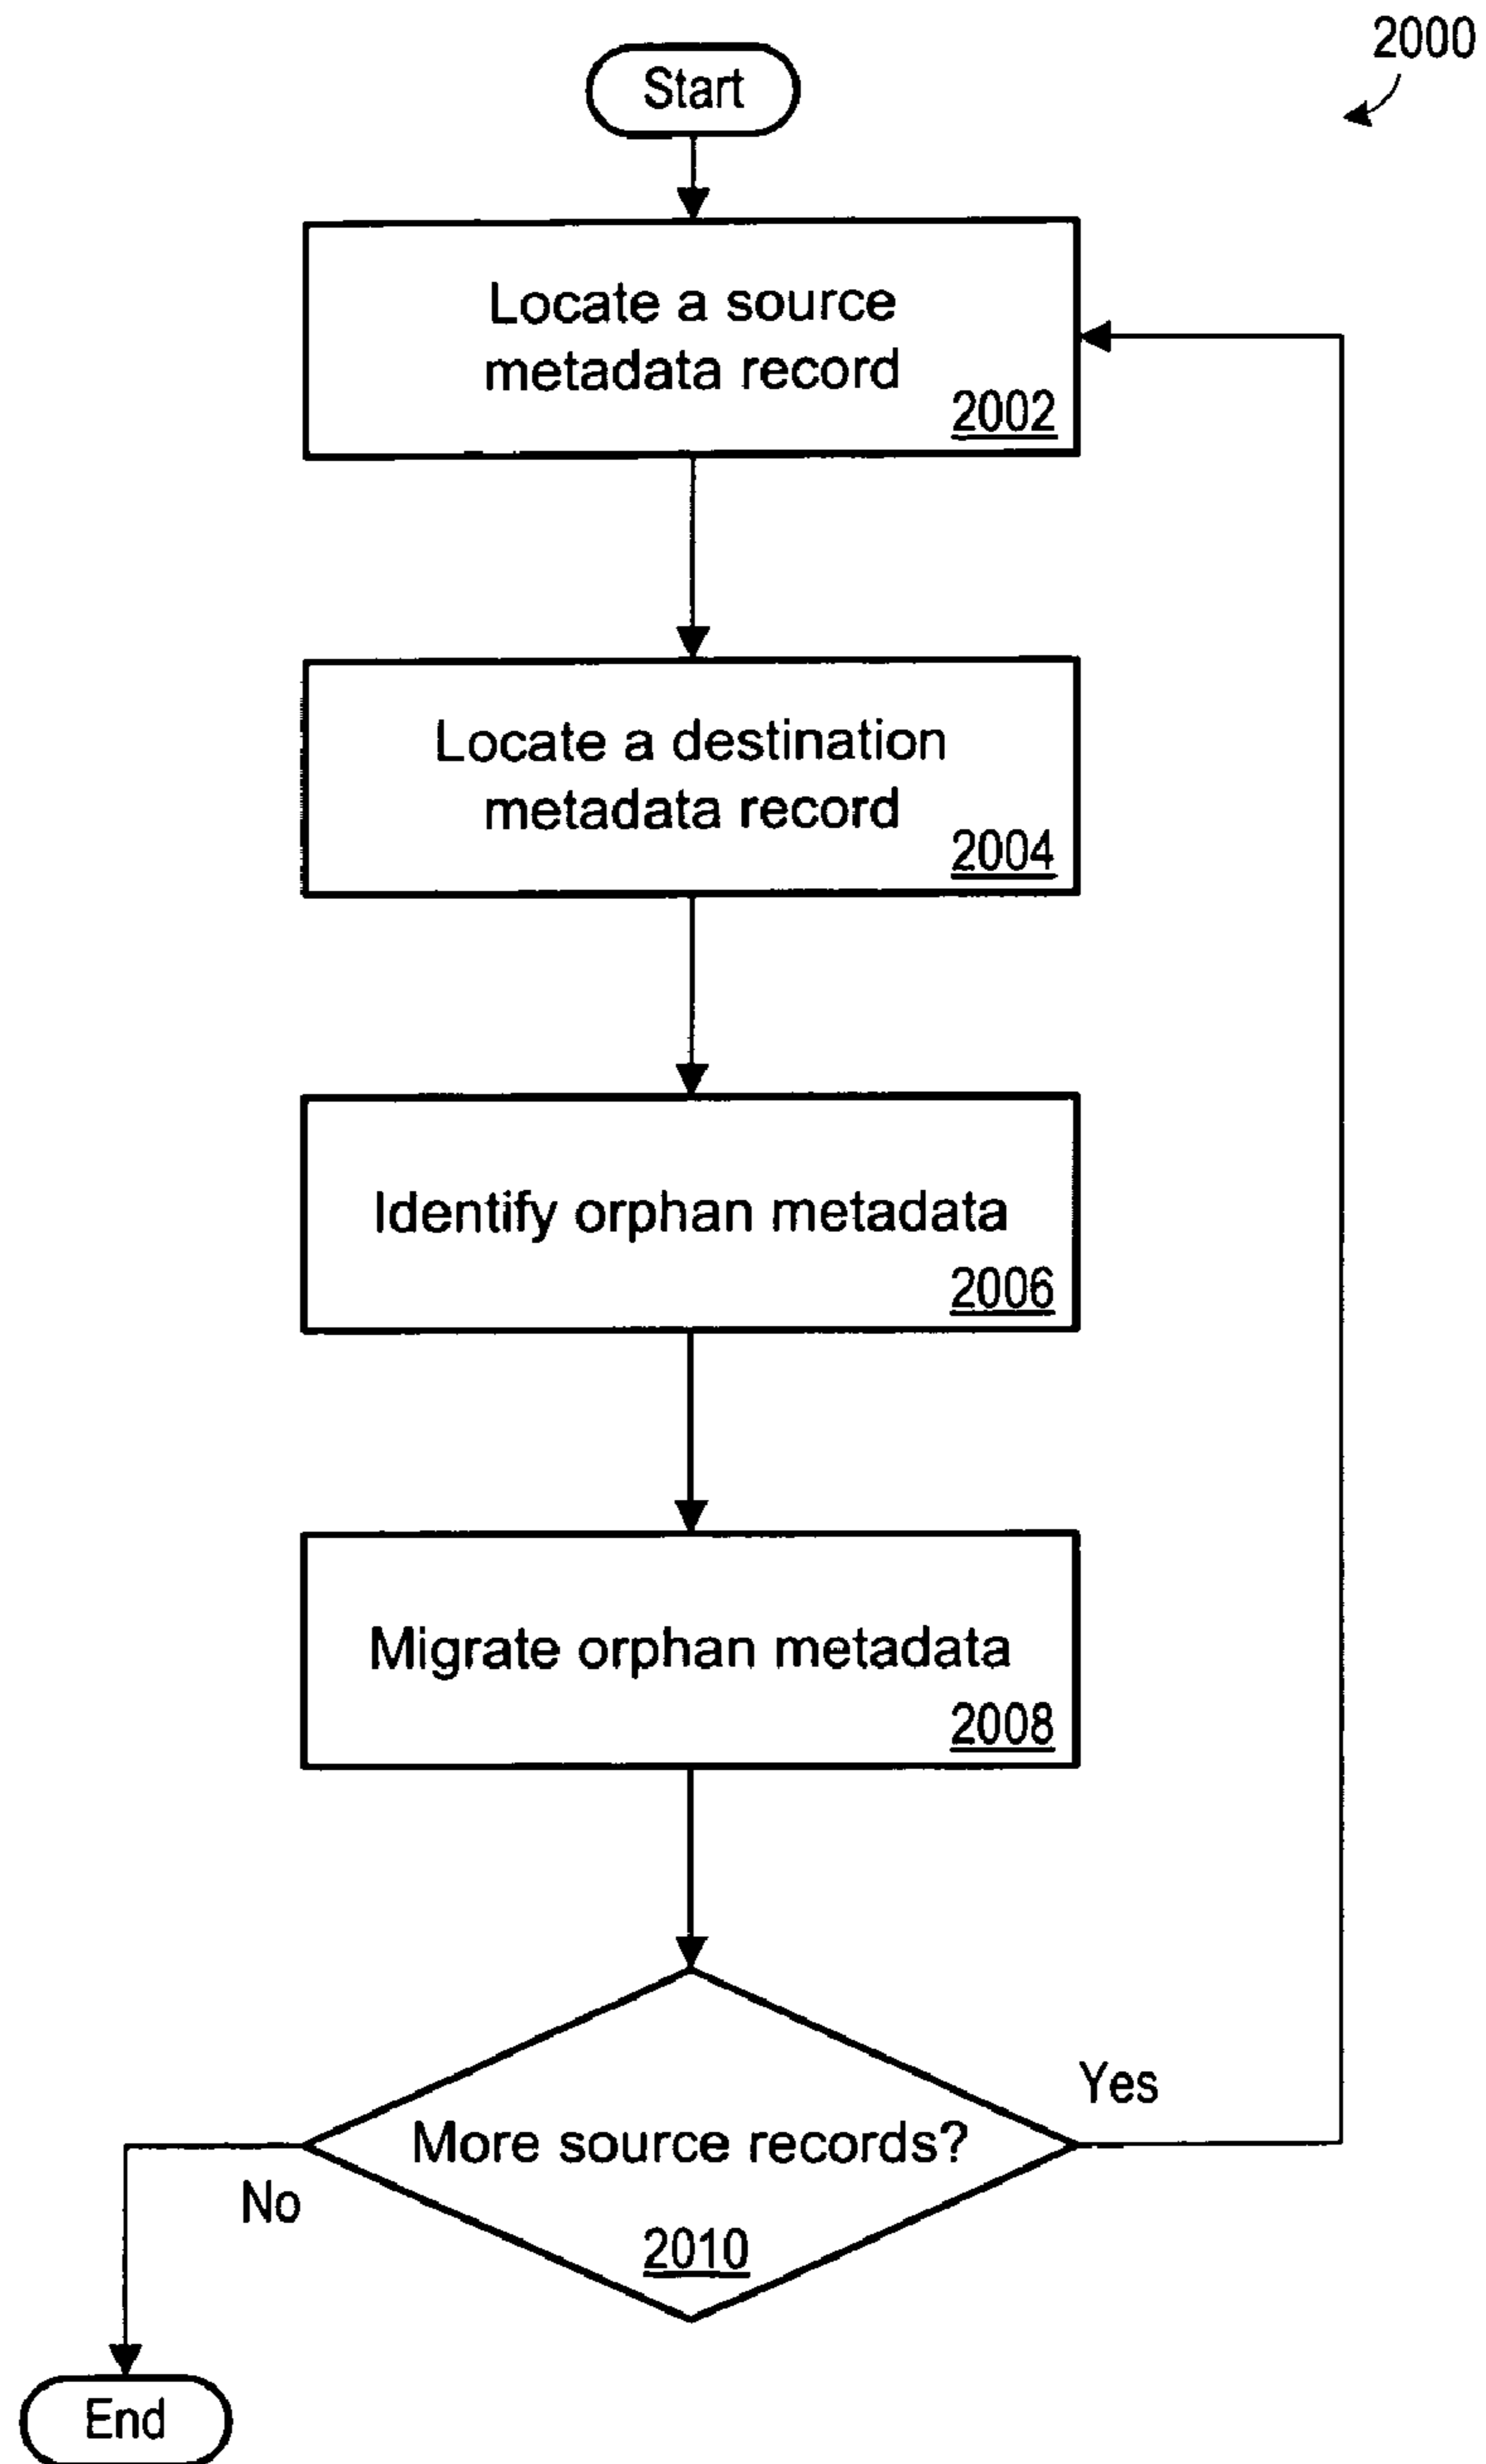 2000
Start
Locate a source
metadata record
2002
Locate a destination
metadata record
2004
Identify orphan metadata
2006
Migrate orphan metadata
2008
Yes
More source records?
No
2010
End